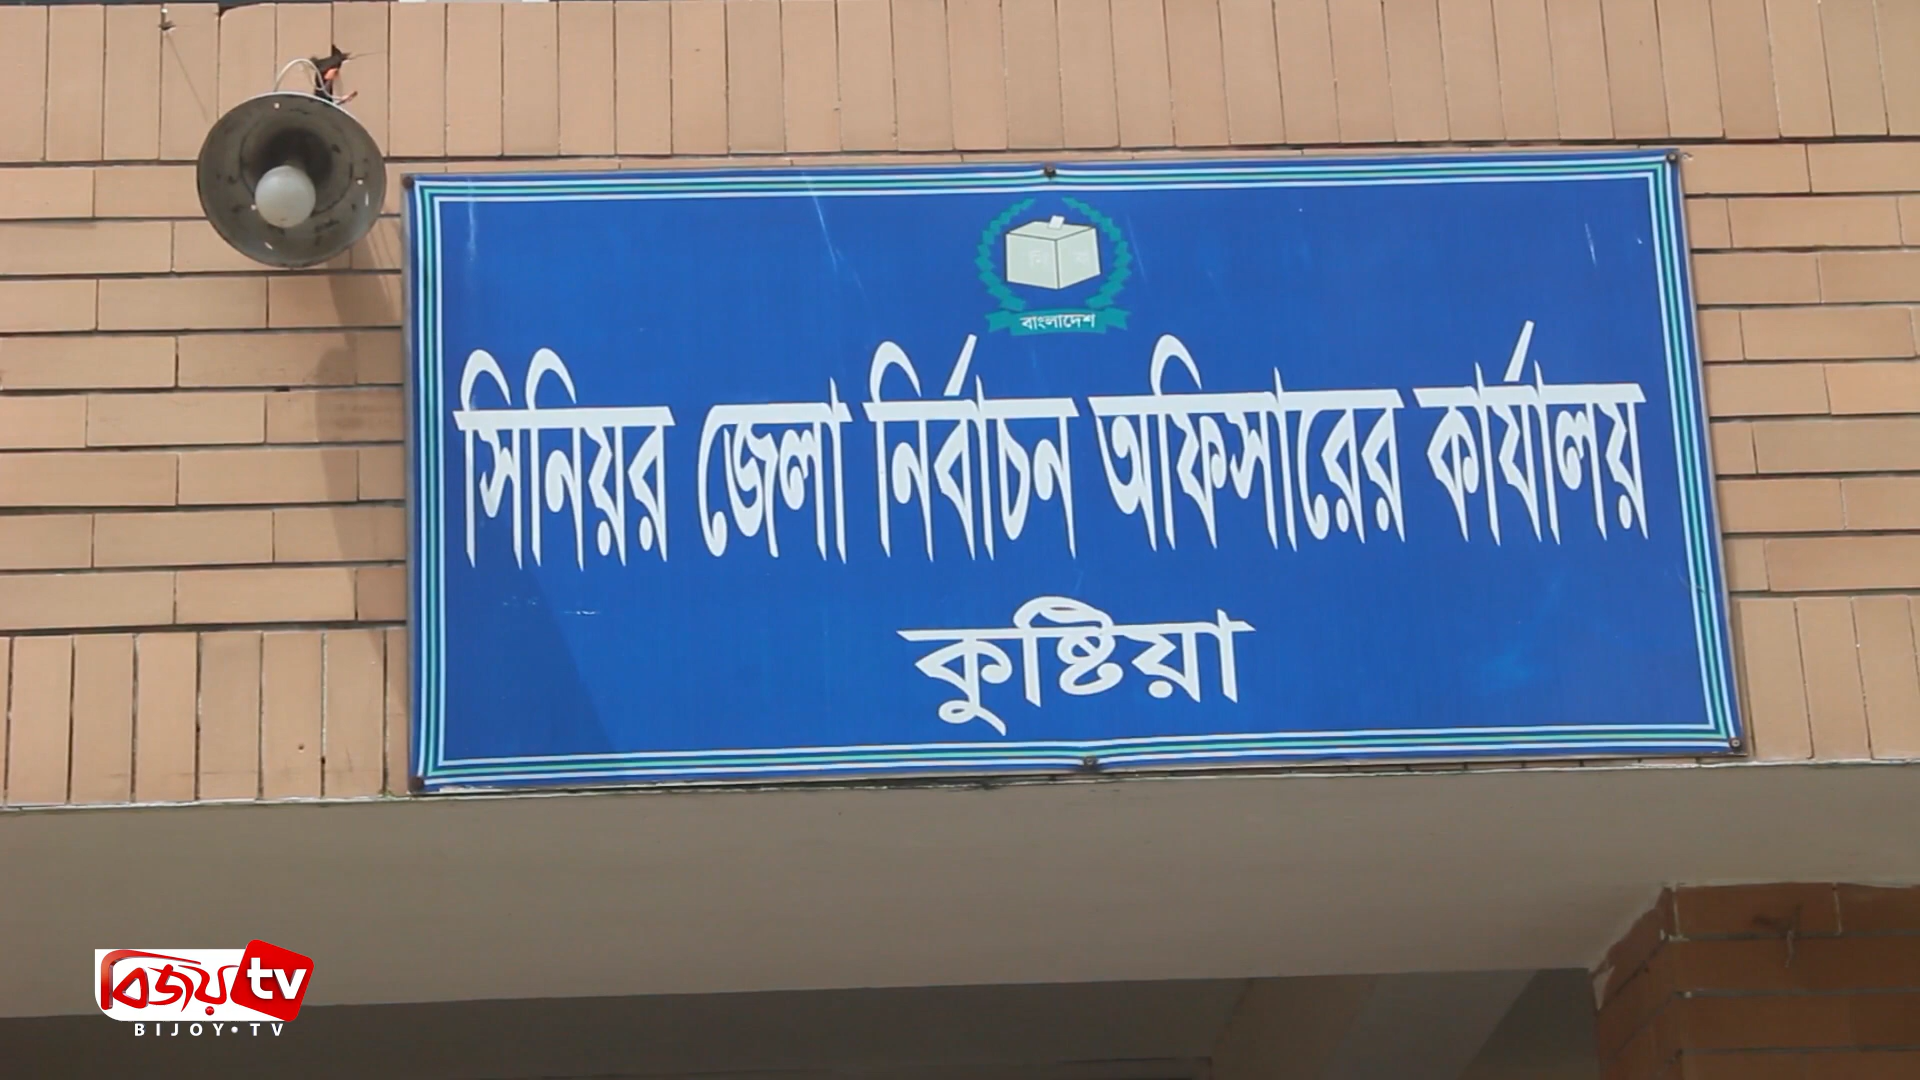 বাংলাদেশ
সিনিয়র জেলা নির্বাচন অফিসারের কার্যালয়
কুষ্টিয়া
বিজয় tv
BIJOY•TV